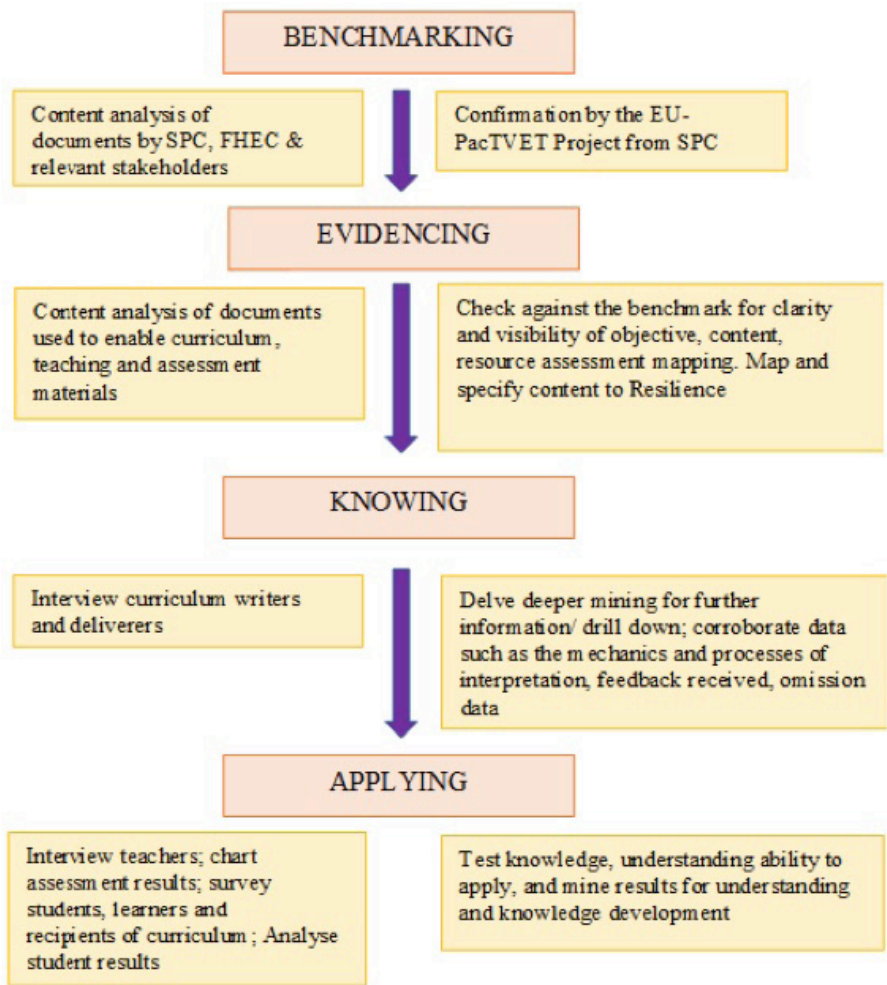 BENCHMARKING
Content analysis of
documents by SPC, FHEC &
relevant stakeholders
Confirmation by the EU-
PacTVET Project from SPC
EVIDENCING
Content analysis of documents
used to enable curriculum,
teaching and assessment
materials
Check against the benchmark for clarity
and visibility of objective, content,
resource assessment mapping. Map and
specify content to Resilience
KNOWING
Interview curriculum writers
and deliverers
Delve deeper mining for further
information/ drill down; corroborate data
such as the mechanics and processes of
interpretation, feedback received, omission
data
APPLYING
Interview teachers; chart
assessment results; survey
students, learners and
recipients of curriculum; Analyse
student results
Test knowledge, understanding ability to
apply, and mine results for understanding
and knowledge development